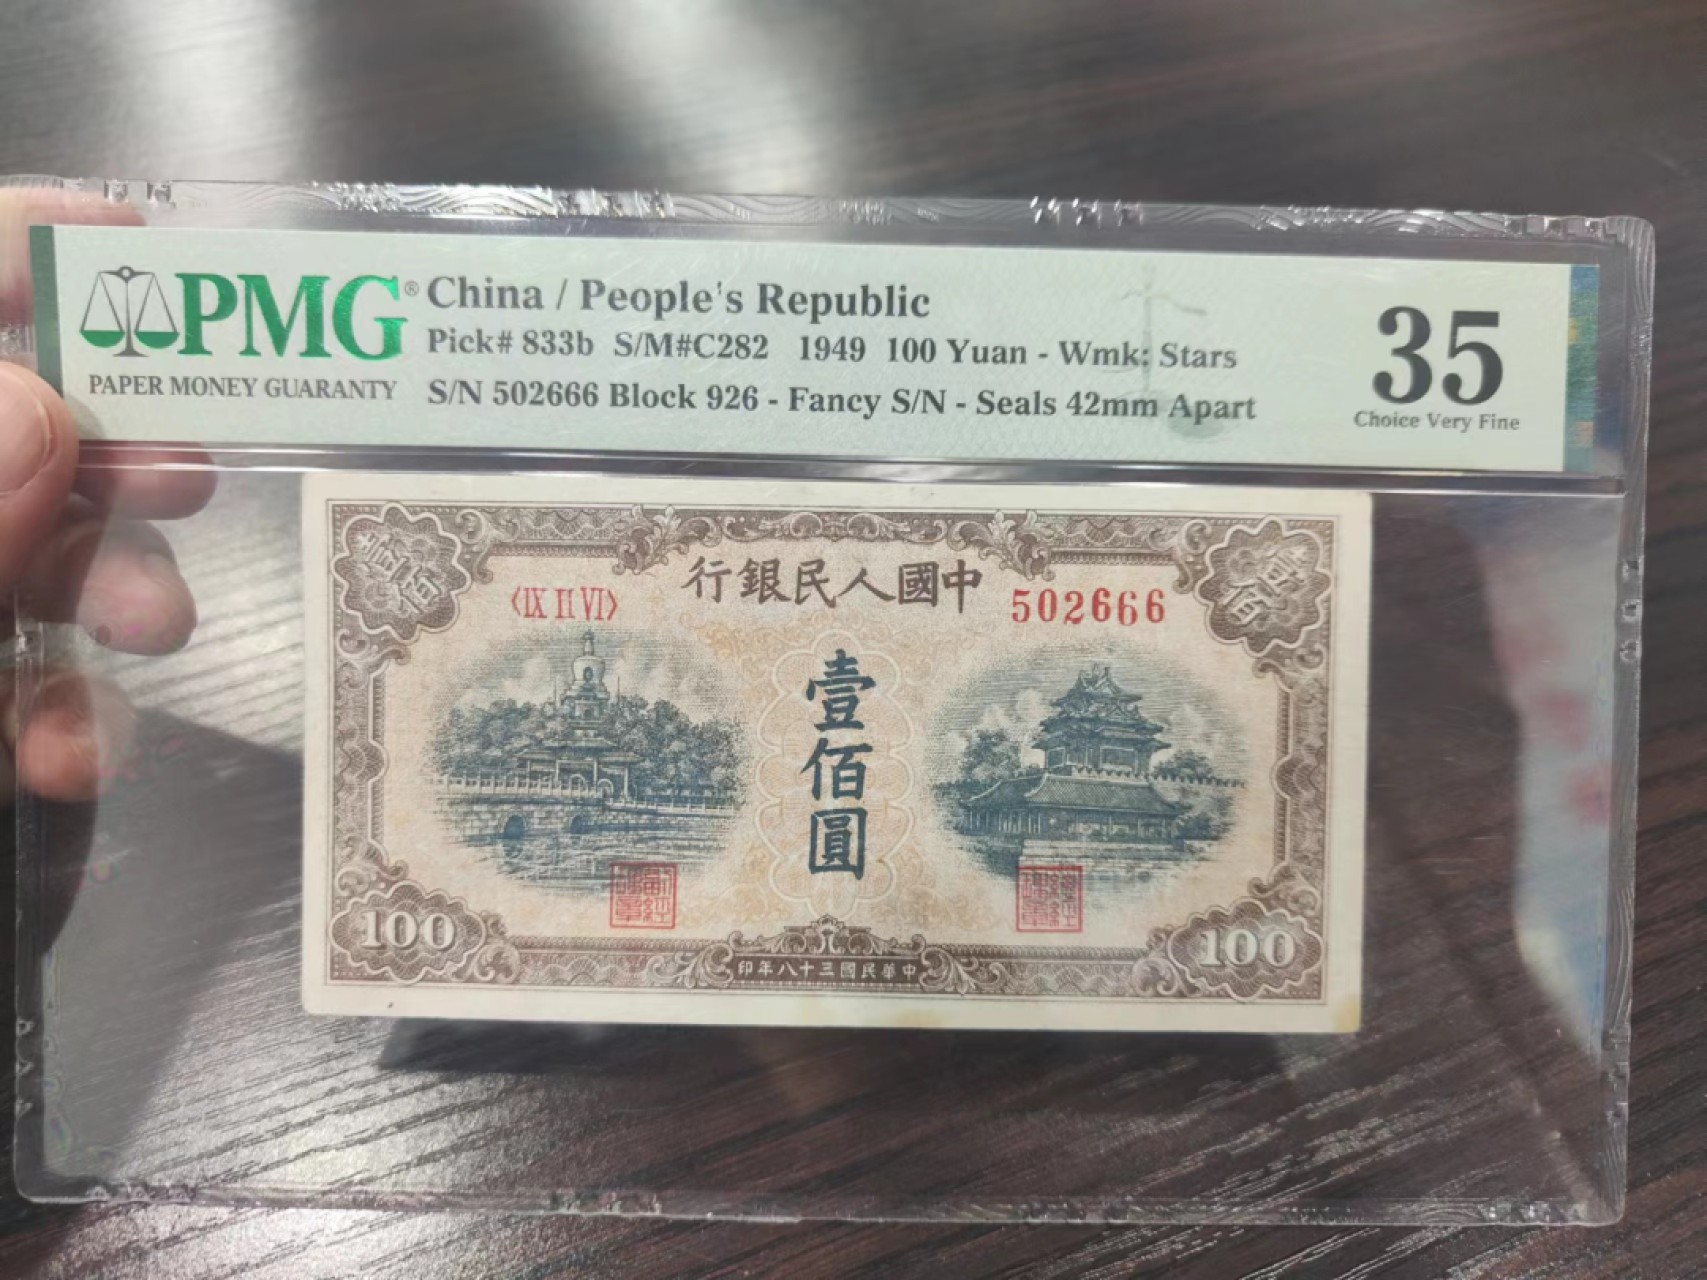 PMG®
PAPER MONEY GUARANTY
China / People's Republic
Pick# 833b S/M#C282 1949 100 Yuan - Wmk: Stars
S/N 502666 Block 926 - Fancy S/N - Seals 42mm Apart
35
Choice Very Fine
壹佰
壹佰
行銀民人國中
〈IX II VI〉
502666
壹佰圓
100
100
印年八十三國民華中